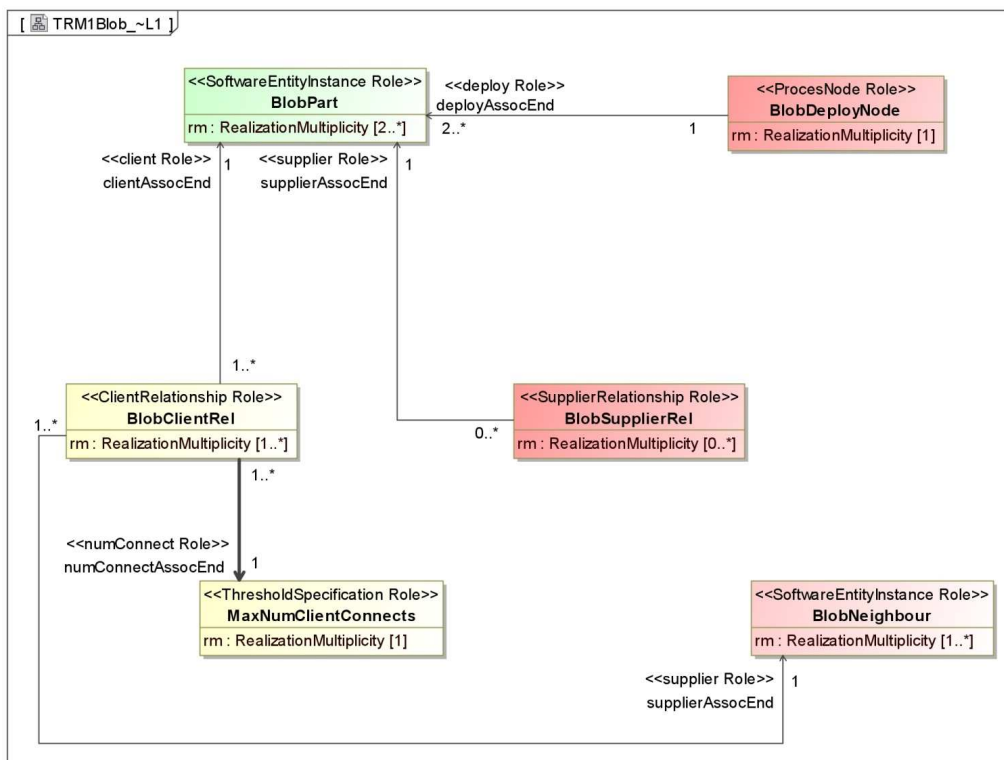 [ TRM1Blob_~L1 ]
<<SoftwareEntityInstance Role>>
BlobPart
rm : RealizationMultiplicity [2..*]
<<deploy Role>>
deployAssocEnd
2..*
1
<<ProcesNode Role>>
BlobDeployNode
rm : RealizationMultiplicity [1]
<<client Role>>
clientAssocEnd
1
<<supplier Role>>
supplierAssocEnd
1
1..*
<<ClientRelationship Role>>
BlobClientRel
rm : RealizationMultiplicity [1..*]
1..*
0..*
<<SupplierRelationship Role>>
BlobSupplierRel
rm : RealizationMultiplicity [0..*]
1..*
<<numConnect Role>>
numConnectAssocEnd
1
<<ThresholdSpecification Role>>
MaxNumClientConnects
rm : RealizationMultiplicity [1]
<<SoftwareEntityInstance Role>>
BlobNeighbour
rm : RealizationMultiplicity [1..*]
<<supplier Role>>
supplierAssocEnd
1